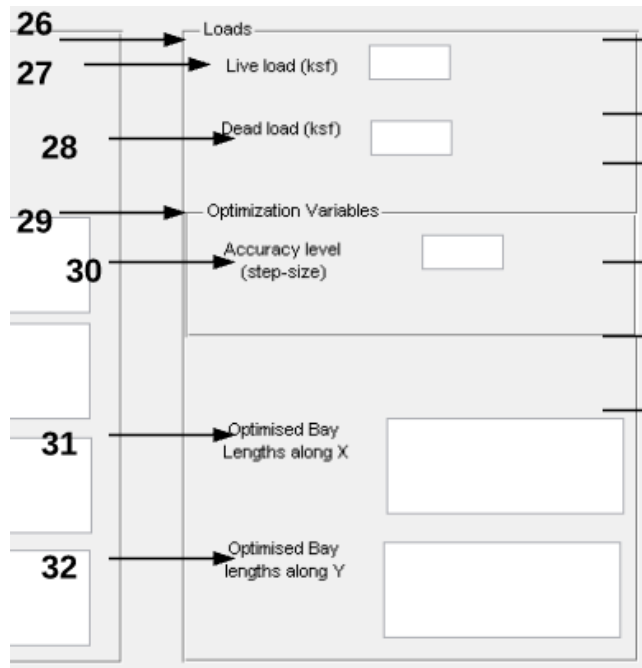 26
Loads
27
Live load (ksf)
28
Dead load (ksf)
29
Optimization Variables
30
Accuracy level
(step-size)
31
Optimised Bay
Lengths along X
32
Optimised Bay
lengths along Y